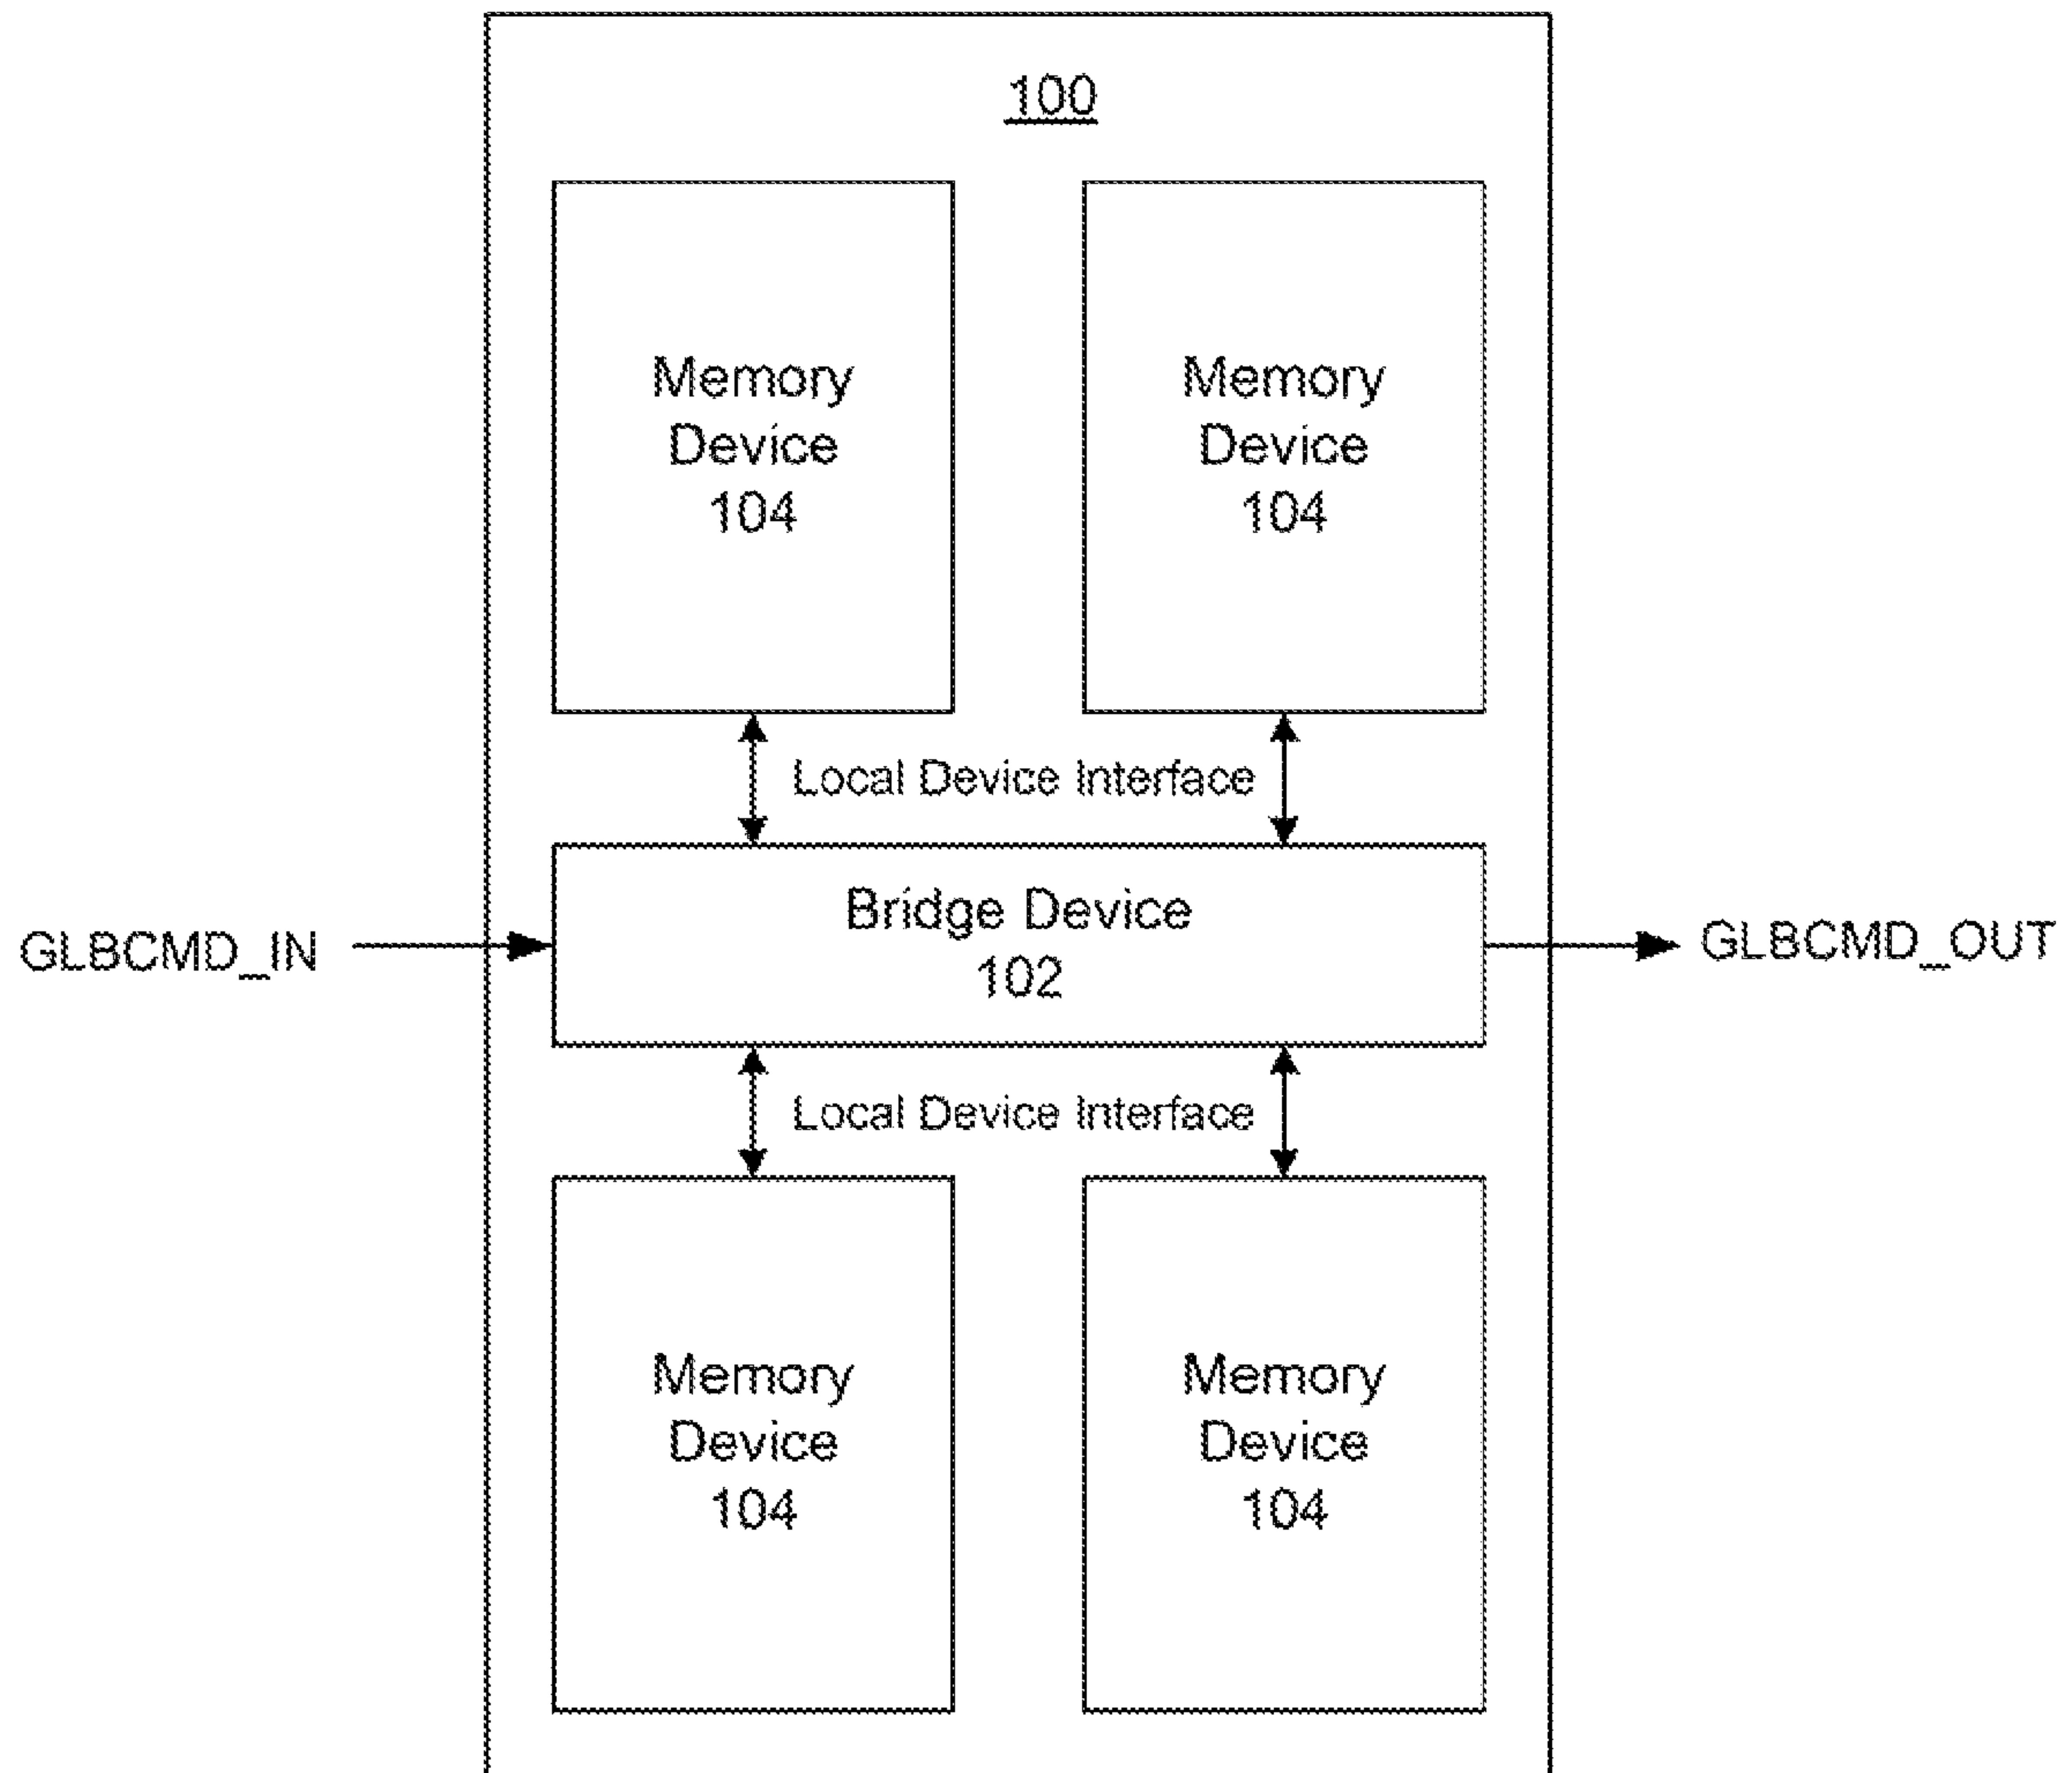 100
Memory
Device
104
Memory
Device
104
Local Device Interface
GLBCMD_IN
Bridge Device
102
GLBCMD_OUT
Local Device Interface
Memory
Device
104
Memory
Device
104